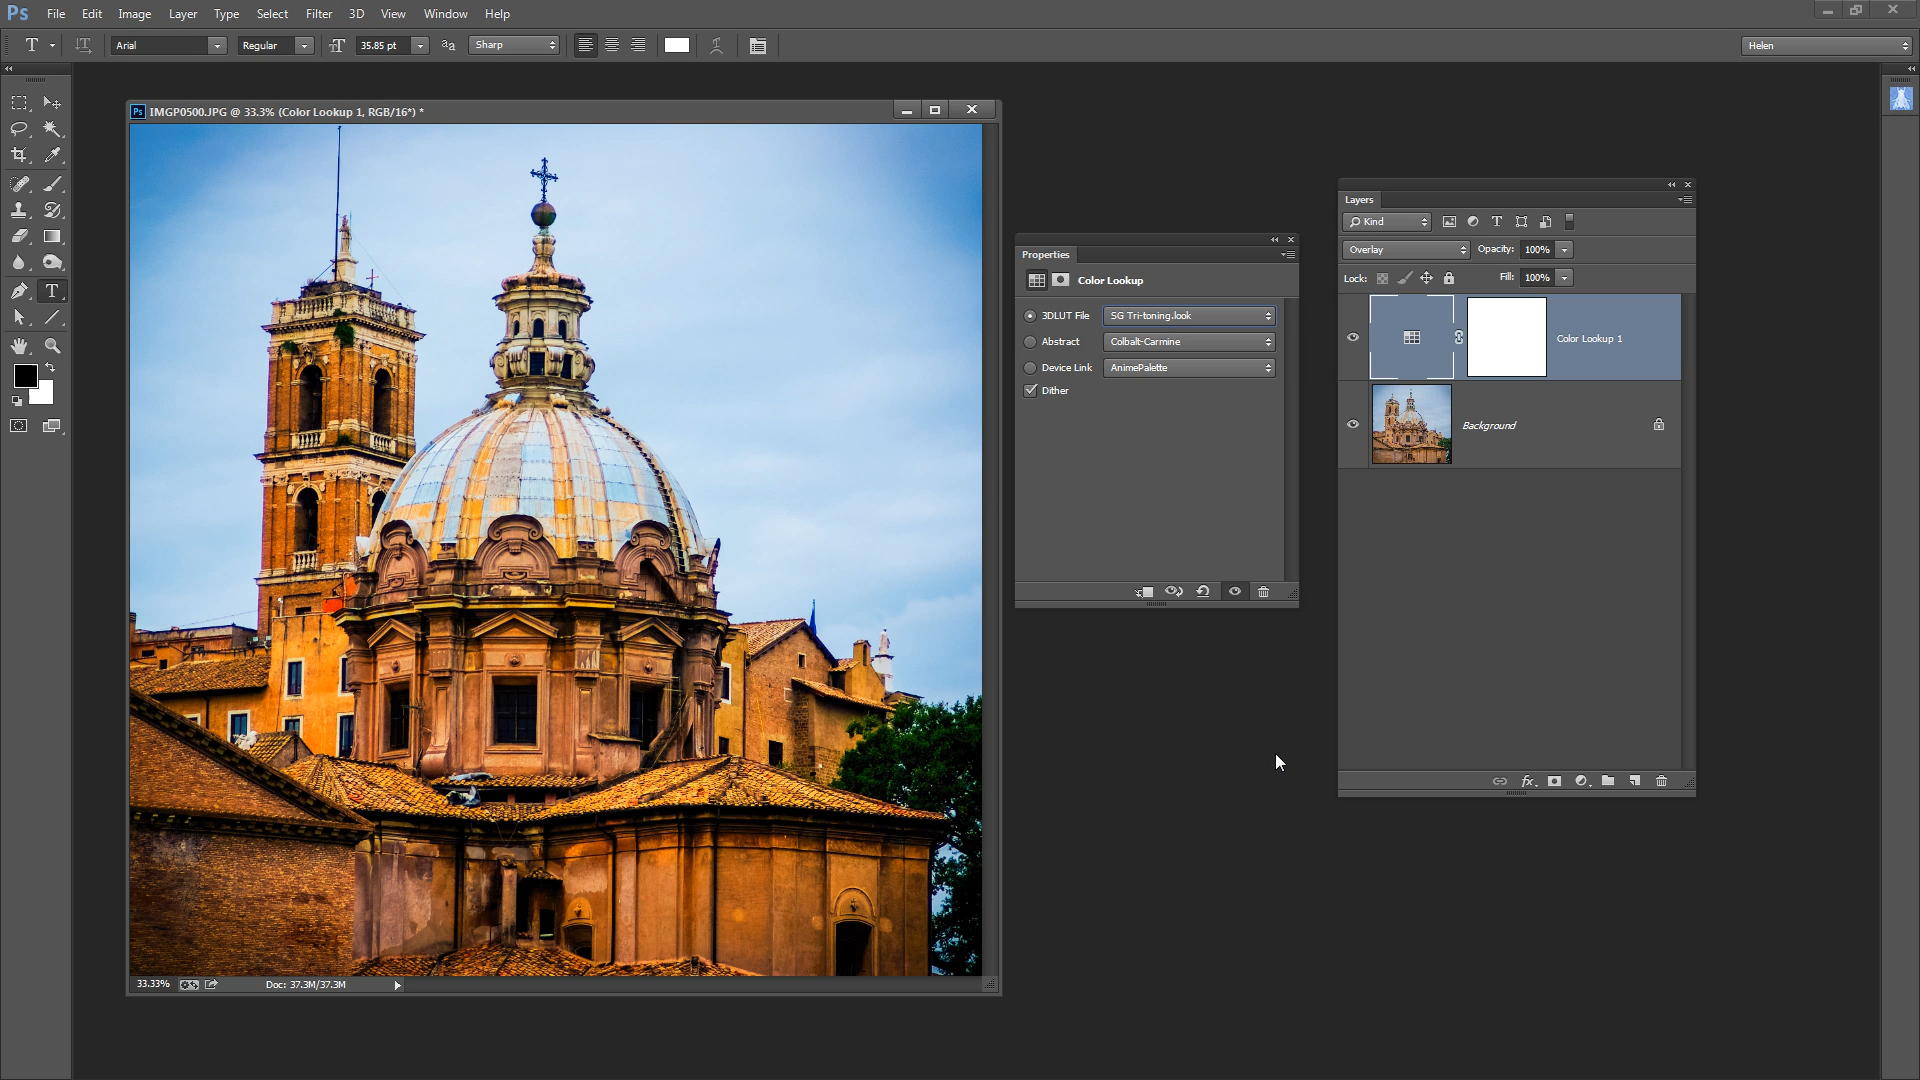 Ps File Edit Image Layer Type Select Filter 3D View Window Help
T Arial Regular 35.85 pt aa Sharp Helen
Ps IMGP0500.JPG @ 33.3% (Color Lookup 1, RGB/16*) *
33.33% Doc: 37.3M/37.3M
Properties
Color Lookup
3DLUT File SG Tri-toning.look
Abstract Colbalt-Carmine
Device Link AnimePalette
Dither
Layers
Kind T
Overlay Opacity: 100%
Lock: Fill: 100%
Color Lookup 1
Background
fx